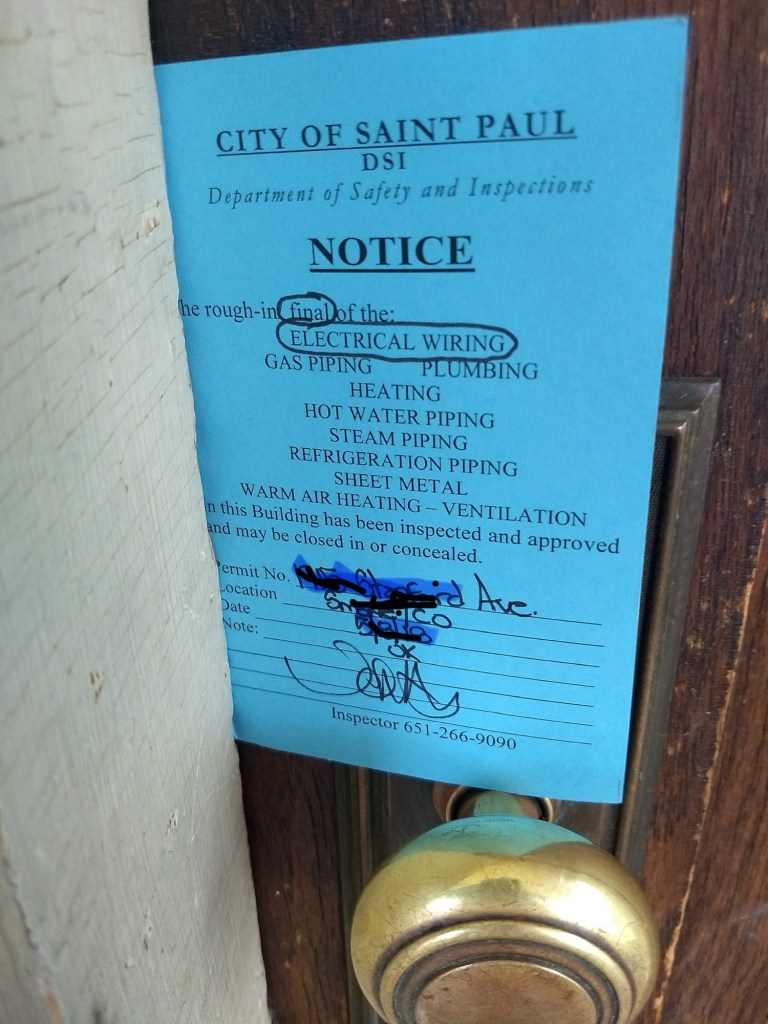 CITY OF SAINT PAUL
DSI
Department of Safety and Inspections
NOTICE
he rough-in final of the:
ELECTRICAL WIRING
GAS PIPING PLUMBING
HEATING
HOT WATER PIPING
STEAM PIPING
REFRIGERATION PIPING
SHEET METAL
WARM AIR HEATING – VENTILATION
n this Building has been inspected and approved
and may be closed in or concealed.
ermit No. Ave.
Location
Date
Note: OK
Inspector 651-266-9090